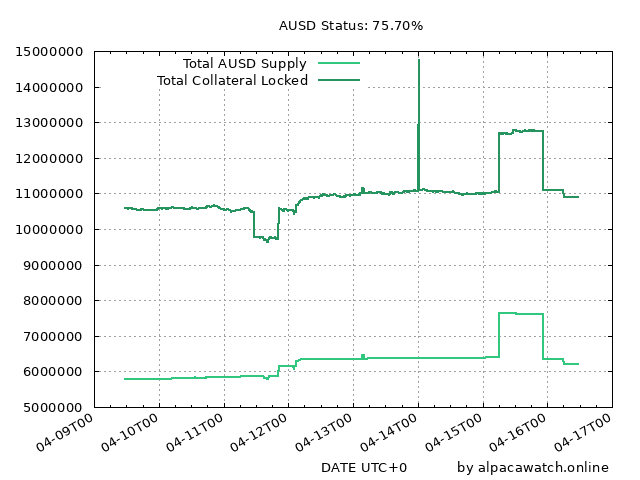 AUSD Status: 75.70%
15000000
14000000
13000000
12000000
11000000
10000000
9000000
8000000
7000000
6000000
5000000
Total AUSD Supply
Total Collateral Locked
04-09T00
04-10T00
04-11T00
04-12T00
04-13T00
04-14T00
04-15T00
04-16T00
04-17T00
DATE UTC+0
by alpacawatch.online